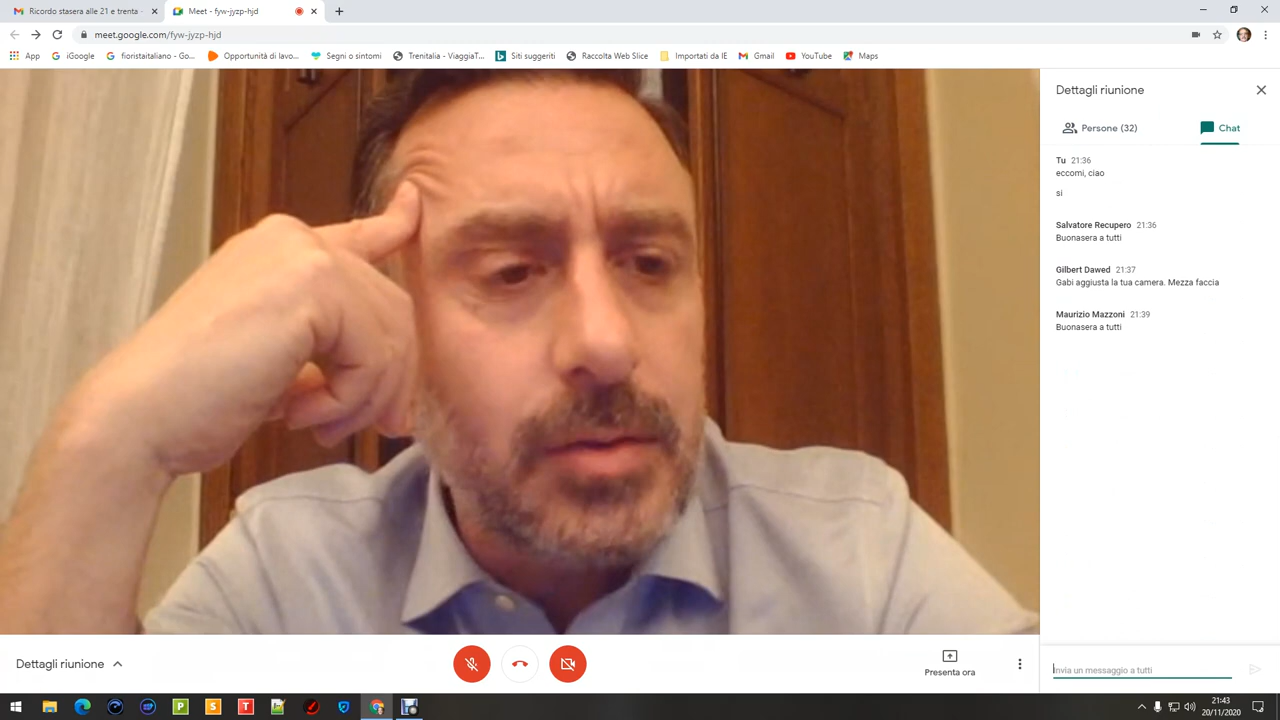 Ricordo stasera alle 21 e trenta -
Meet - fyw-jyzp-hjd
meet.google.com/fyw-jyzp-hjd
App
iGoogle
fioristaitaliano - Go...
Opportunità di lavo...
Segni o sintomi
Trenitalia - ViaggiaT...
Siti suggeriti
Raccolta Web Slice
Importati da IE
Gmail
YouTube
Maps
Dettagli riunione
Persone (32)
Chat
Tu 21:36
eccomi, ciao
si
Salvatore Recupero 21:36
Buonasera a tutti
Gilbert Dawed 21:37
Gabi aggiusta la tua camera. Mezza faccia
Maurizio Mazzoni 21:39
Buonasera a tutti
Dettagli riunione
Presenta ora
Invia un messaggio a tutti
P
S
T
21:43
20/11/2020